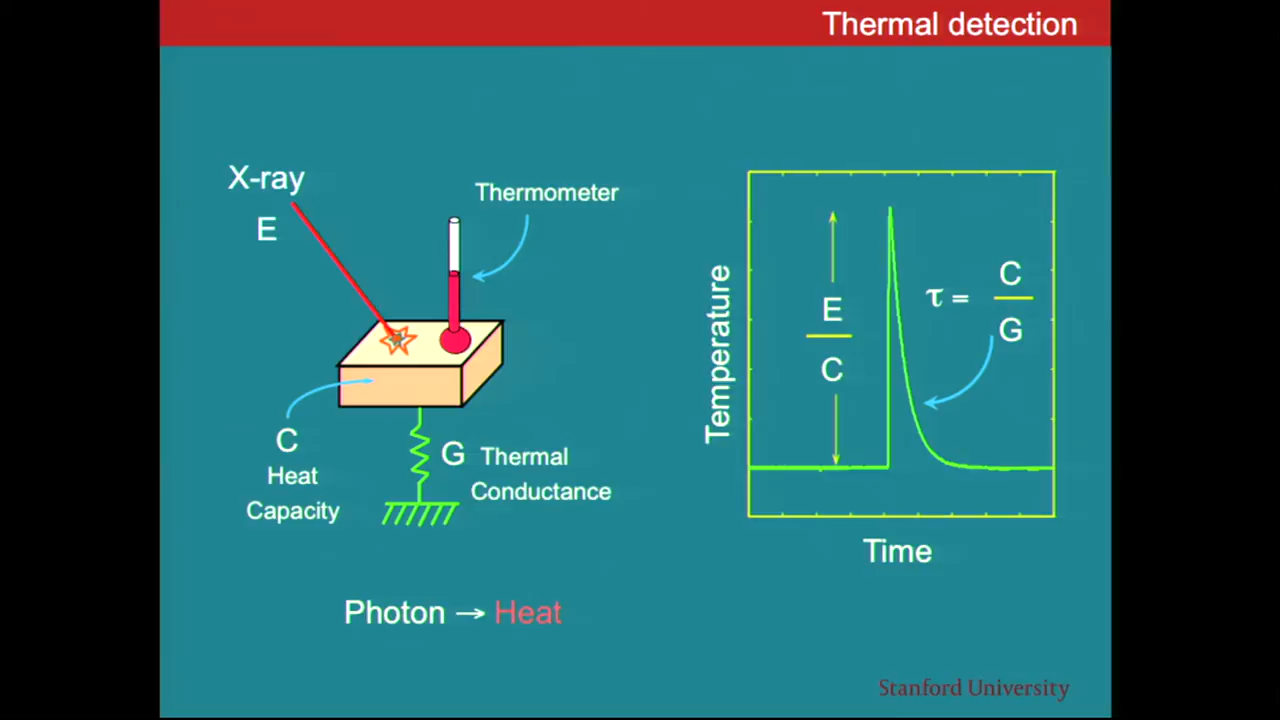 Thermal detection
X-ray
E
Thermometer
C
Heat
Capacity
G Thermal
Conductance
Photon → Heat
Temperature
E
C
τ = C
G
Time
Stanford University